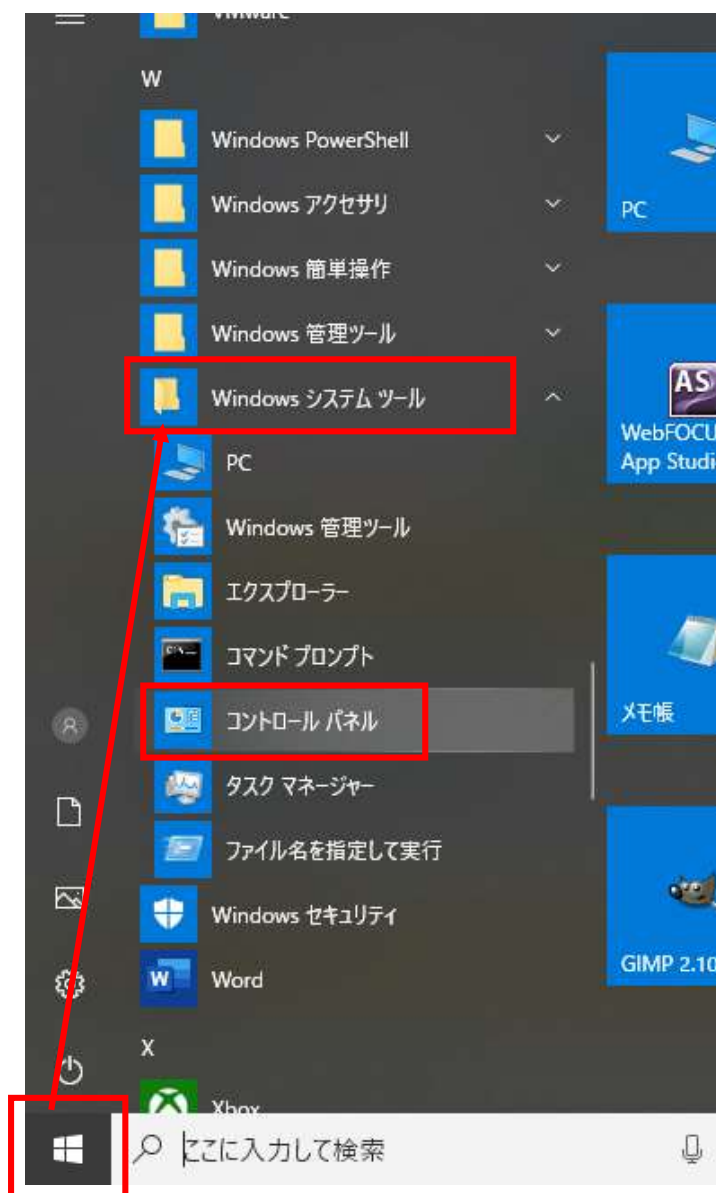 VMware
W
Windows PowerShell
Windows アクセサリ
Windows 簡単操作
Windows 管理ツール
Windows システム ツール
PC
Windows 管理ツール
エクスプローラー
コマンド プロンプト
コントロール パネル
タスク マネージャー
ファイル名を指定して実行
Windows セキュリティ
W
Word
X
Xbox
ここに入力して検索
PC
AS
WebFOCU
App Studi
メモ帳
GIMP 2.10